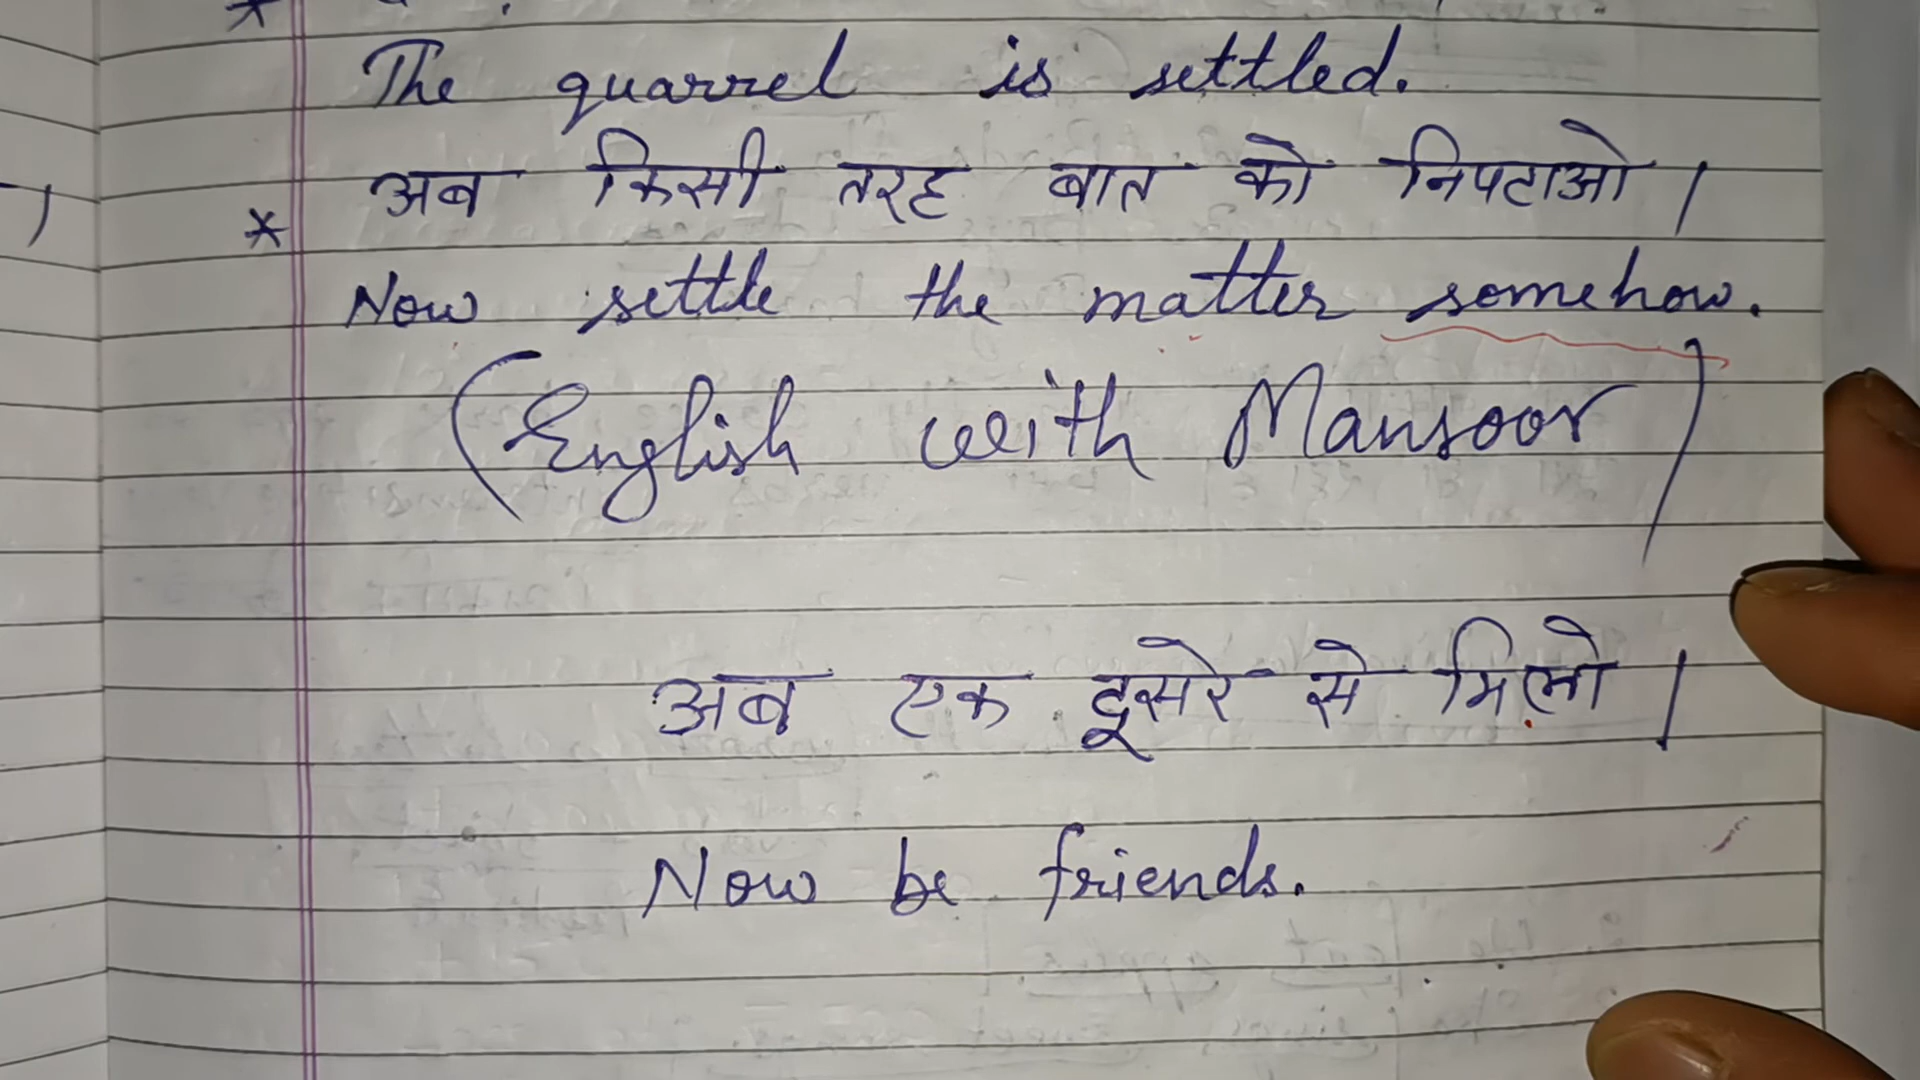 The quarrel is settled.
अब किसी तरह बात को निपटाओ।
* Now settle the matter somehow.
(English with Mansoor)
अब एक दूसरे से मिलो।
Now be friends.